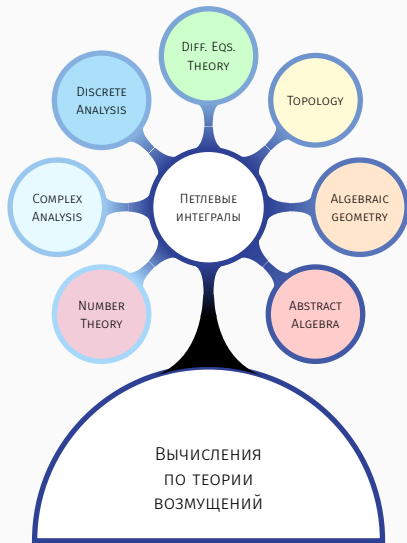 Diff. Eqs.
Theory
Discrete
Analysis
Topology
Complex
Analysis
Петлевые
интегралы
Algebraic
geometry
Number
Theory
Abstract
Algebra
Вычисления
по теории
возмущений